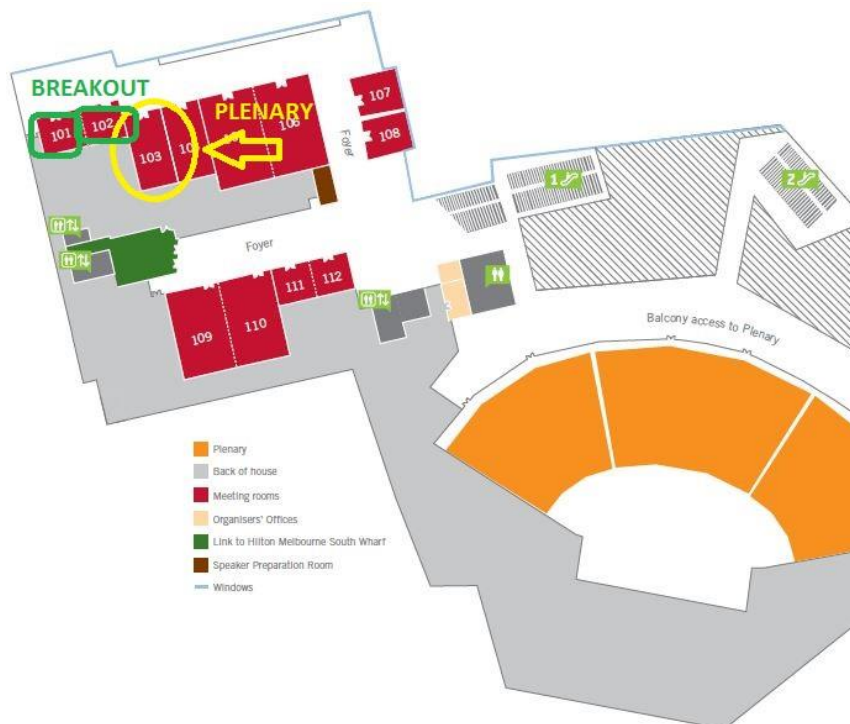 BREAKOUT
PLENARY
101
102
103
106
107
108
Foyer
1
2
Foyer
109
110
111
112
Balcony access to Plenary
Plenary
Back of house
Meeting rooms
Organisers' Offices
Link to Hilton Melbourne South Wharf
Speaker Preparation Room
Windows